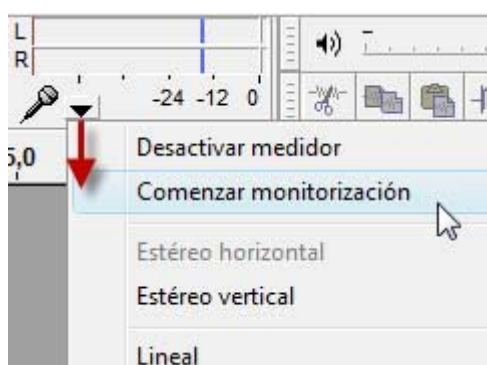 L
R
-24 -12 0
5,0
Desactivar medidor
Comenzar monitorización
Estéreo horizontal
Estéreo vertical
Lineal